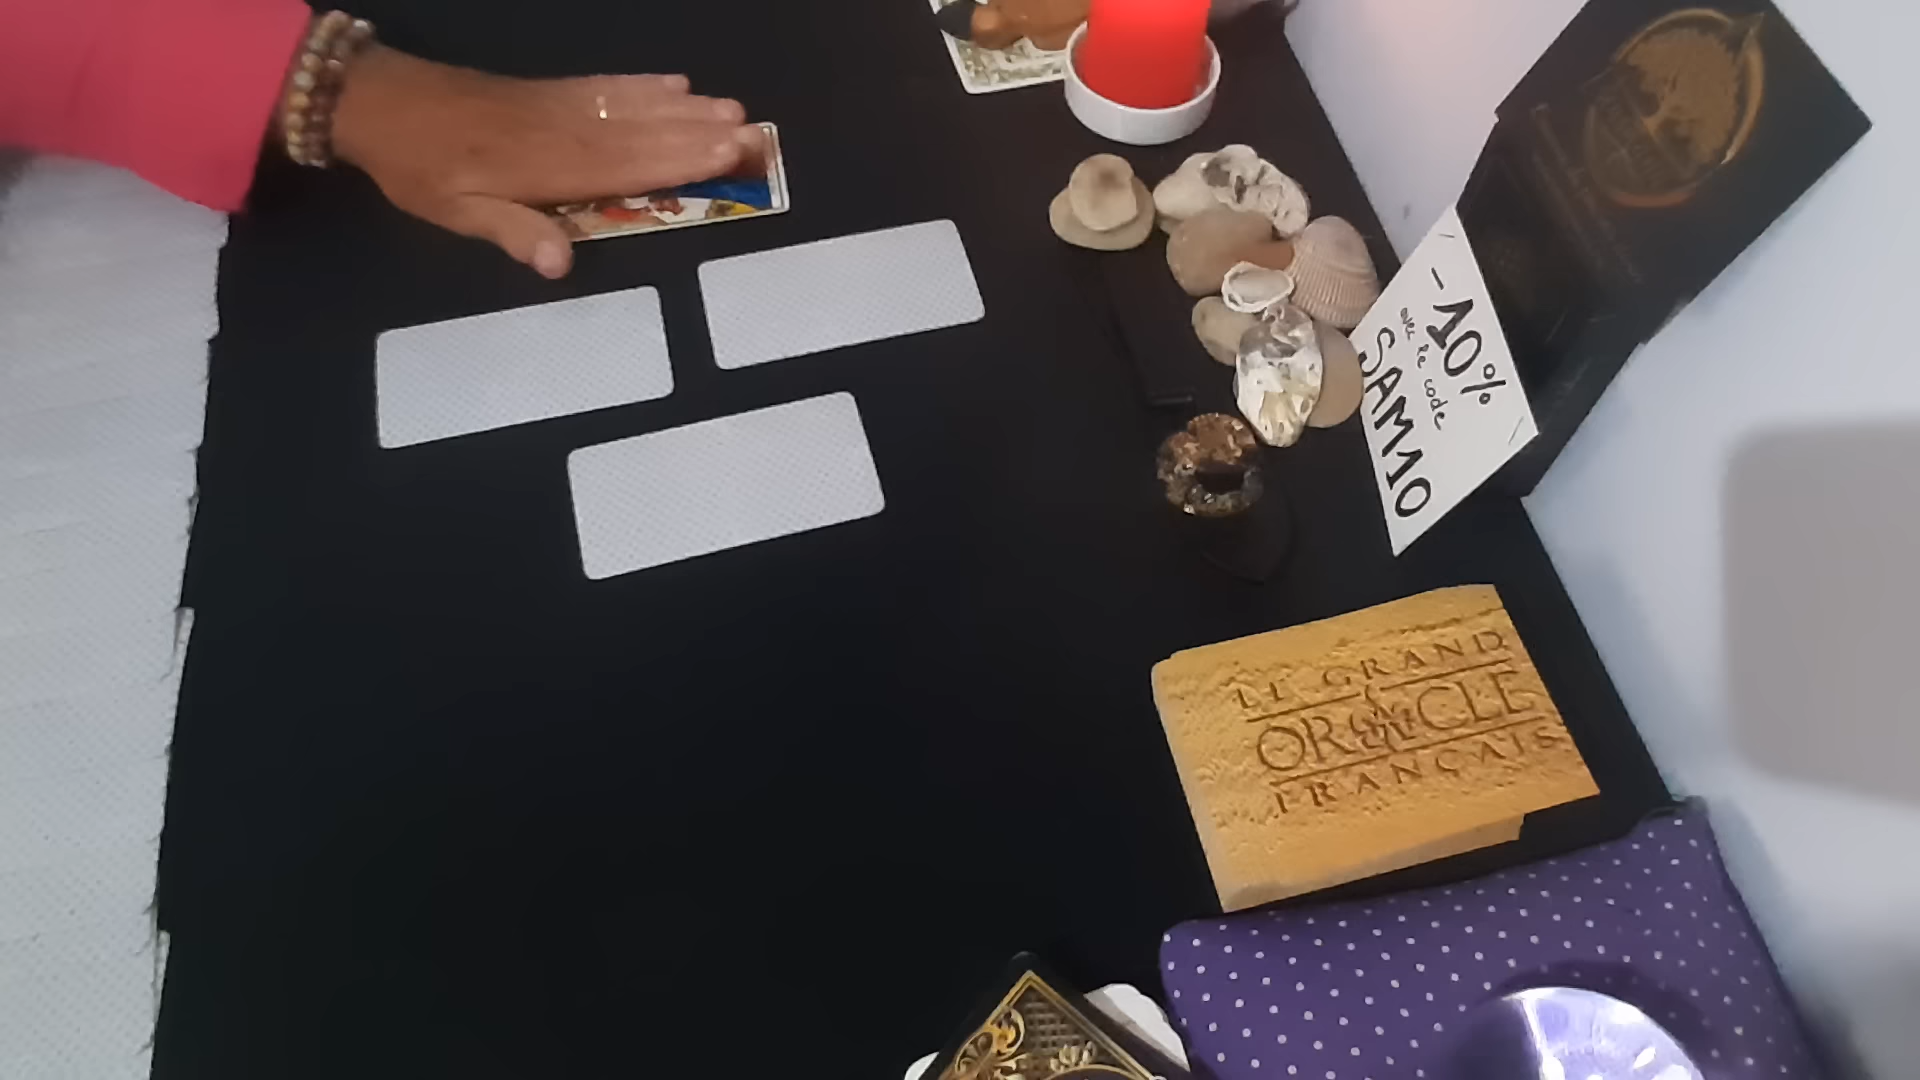 -10%
avec le code
SAM10
LE GRAND
ORACLE
FRANÇAIS